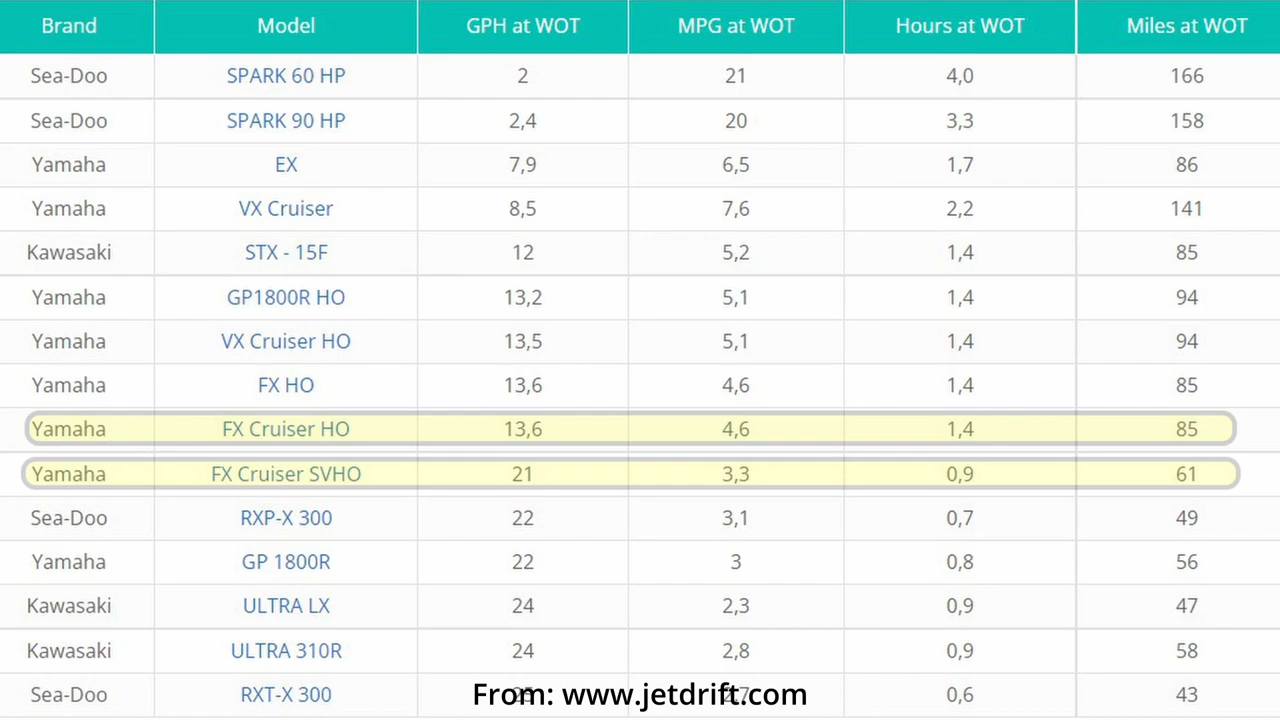 Brand Model GPH at WOT MPG at WOT Hours at WOT Miles at WOT
Sea-Doo SPARK 60 HP 2 21 4,0 166
Sea-Doo SPARK 90 HP 2,4 20 3,3 158
Yamaha EX 7,9 6,5 1,7 86
Yamaha VX Cruiser 8,5 7,6 2,2 141
Kawasaki STX - 15F 12 5,2 1,4 85
Yamaha GP1800R HO 13,2 5,1 1,4 94
Yamaha VX Cruiser HO 13,5 5,1 1,4 94
Yamaha FX HO 13,6 4,6 1,4 85
Yamaha FX Cruiser HO 13,6 4,6 1,4 85
Yamaha FX Cruiser SVHO 21 3,3 0,9 61
Sea-Doo RXP-X 300 22 3,1 0,7 49
Yamaha GP 1800R 22 3 0,8 56
Kawasaki ULTRA LX 24 2,3 0,9 47
Kawasaki ULTRA 310R 24 2,8 0,9 58
Sea-Doo RXT-X 300 0,6 43
From: www.jetdrift.com